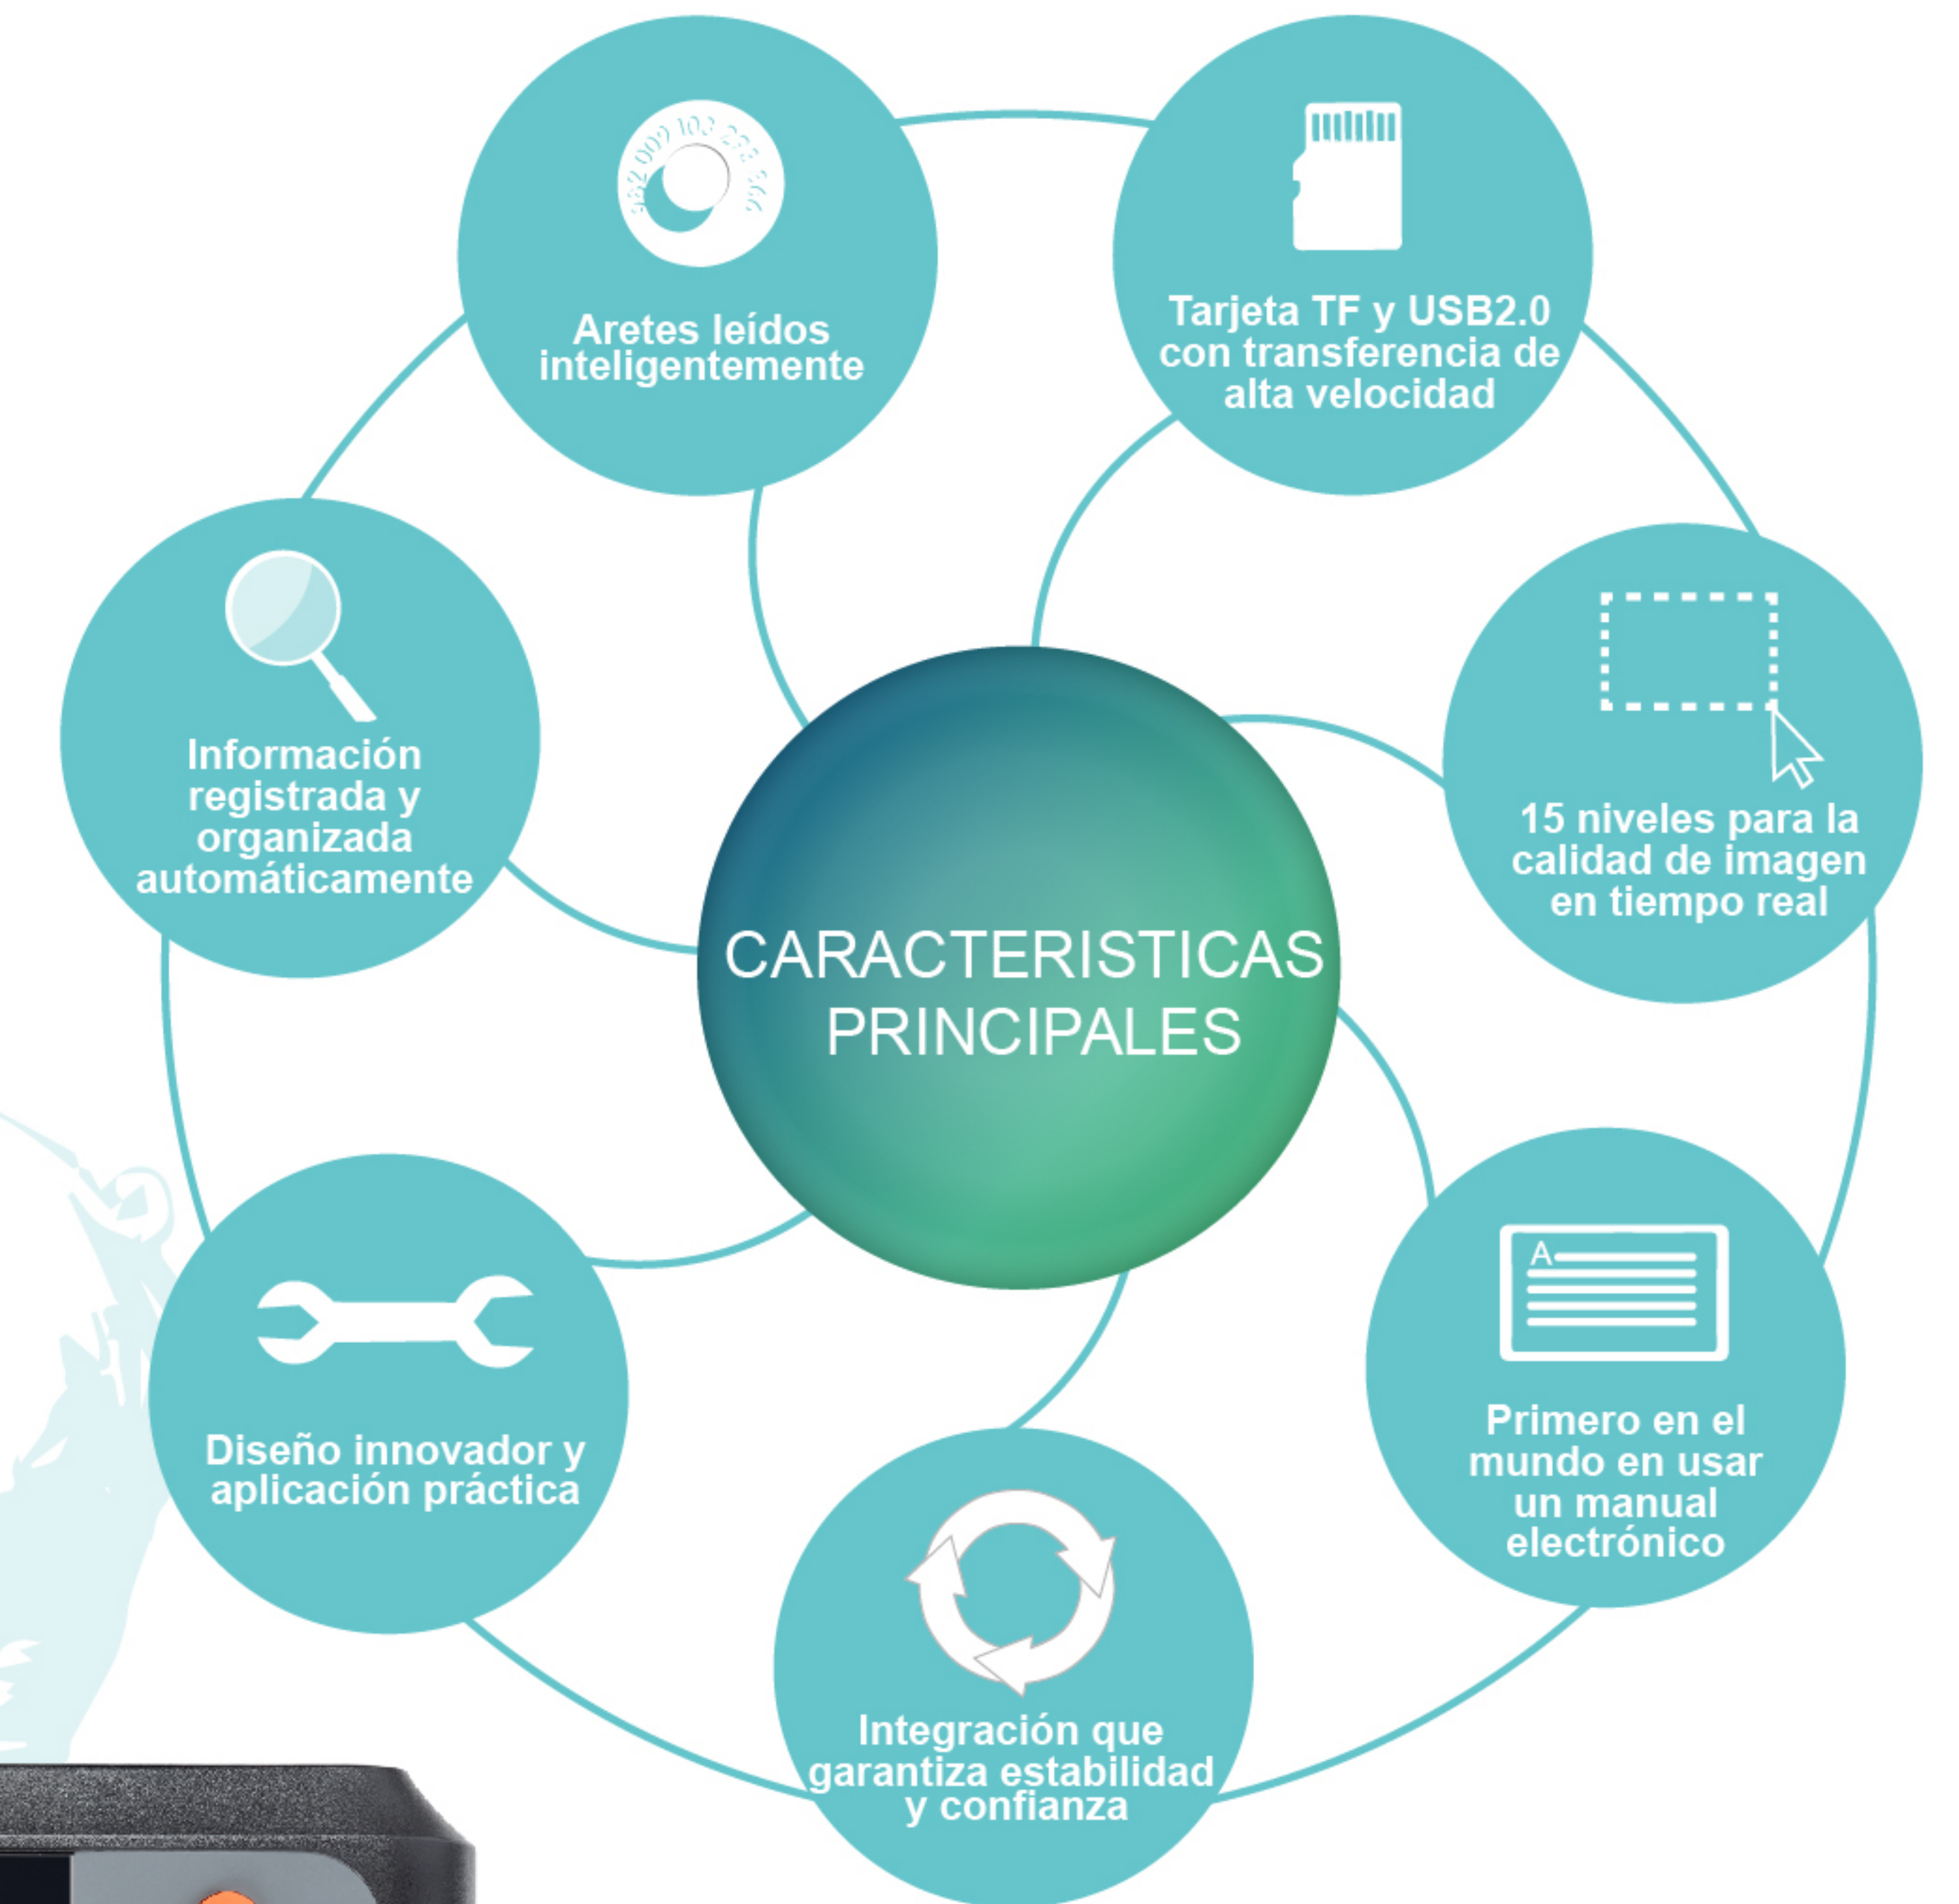 Aretes leídos
inteligentemente
Tarjeta TF y USB2.0
con transferencia de
alta velocidad
Información
registrada y
organizada
automáticamente
15 niveles para la
calidad de imagen
en tiempo real
CARACTERISTICAS
PRINCIPALES
Diseño innovador y
aplicación práctica
A
Primero en el
mundo en usar
un manual
electrónico
Integración que
garantiza estabilidad
y confianza